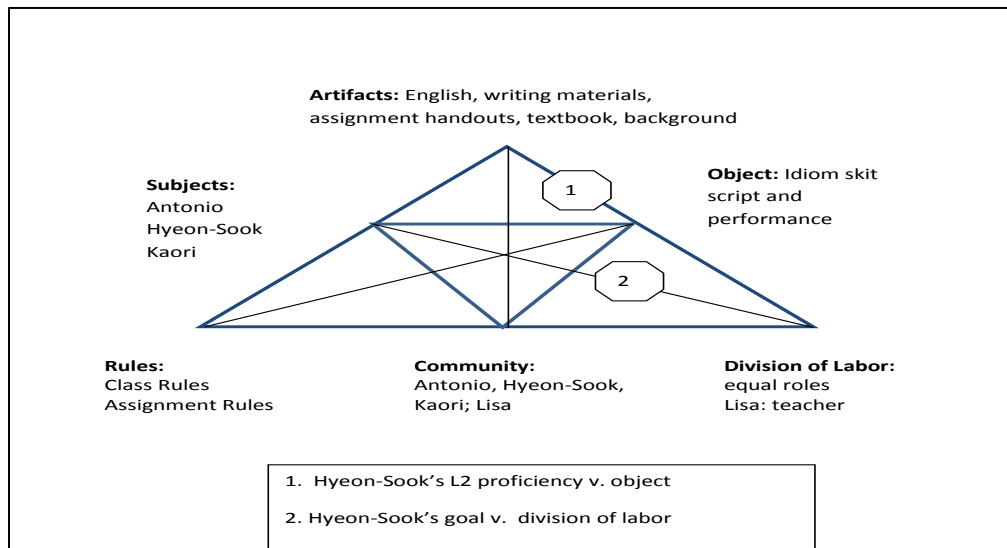 Artifacts: English, writing materials,
assignment handouts, textbook, background
Subjects:
Antonio
Hyeon-Sook
Kaori
1
Object: Idiom skit
script and
performance
2
Rules:
Class Rules
Assignment Rules
Community:
Antonio, Hyeon-Sook,
Kaori; Lisa
Division of Labor:
equal roles
Lisa: teacher
1. Hyeon-Sook's L2 proficiency v. object
2. Hyeon-Sook's goal v. division of labor